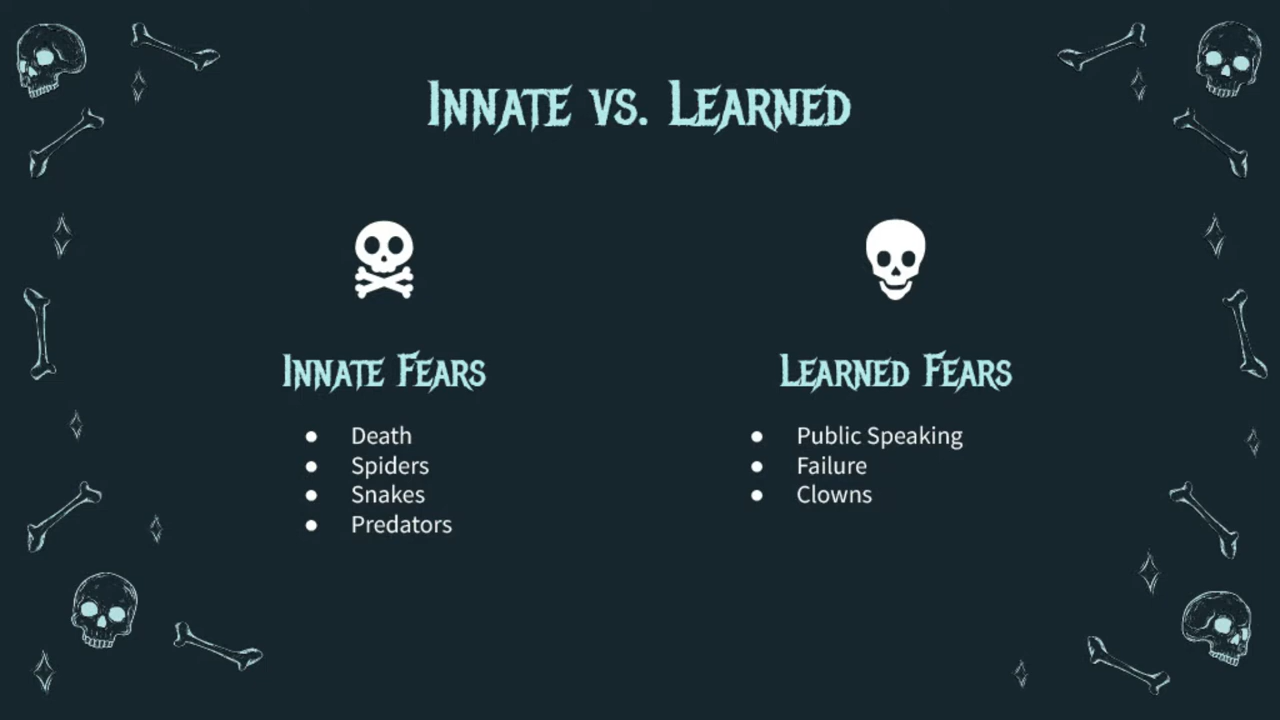 Innate vs. Learned
Innate Fears
● Death
● Spiders
● Snakes
● Predators
Learned Fears
● Public Speaking
● Failure
● Clowns